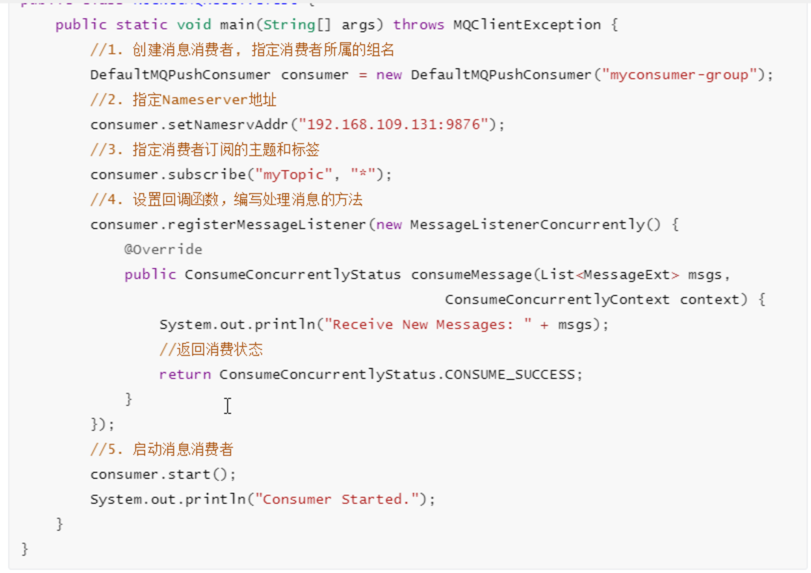 public static void main(String[] args) throws MQClientException {
//1. 创建消息消费者, 指定消费者所属的组名
DefaultMQPushConsumer consumer = new DefaultMQPushConsumer("myconsumer-group");
//2. 指定Nameserver地址
consumer.setNamesrvAddr("192.168.109.131:9876");
//3. 指定消费者订阅的主题和标签
consumer.subscribe("myTopic", "*");
//4. 设置回调函数，编写处理消息的方法
consumer.registerMessageListener(new MessageListenerConcurrently() {
@Override
public ConsumeConcurrentlyStatus consumeMessage(List<MessageExt> msgs,
ConsumeConcurrentlyContext context) {
System.out.println("Receive New Messages: " + msgs);
//返回消费状态
return ConsumeConcurrentlyStatus.CONSUME_SUCCESS;
}
});
//5. 启动消息消费者
consumer.start();
System.out.println("Consumer Started.");
}
}